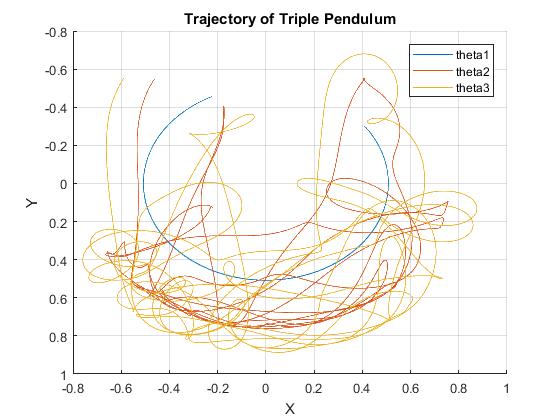 Trajectory of Triple Pendulum
theta1
theta2
theta3
Y
-0.8
-0.6
-0.4
-0.2
0
0.2
0.4
0.6
0.8
1
-0.8 -0.6 -0.4 -0.2 0 0.2 0.4 0.6 0.8 1
X